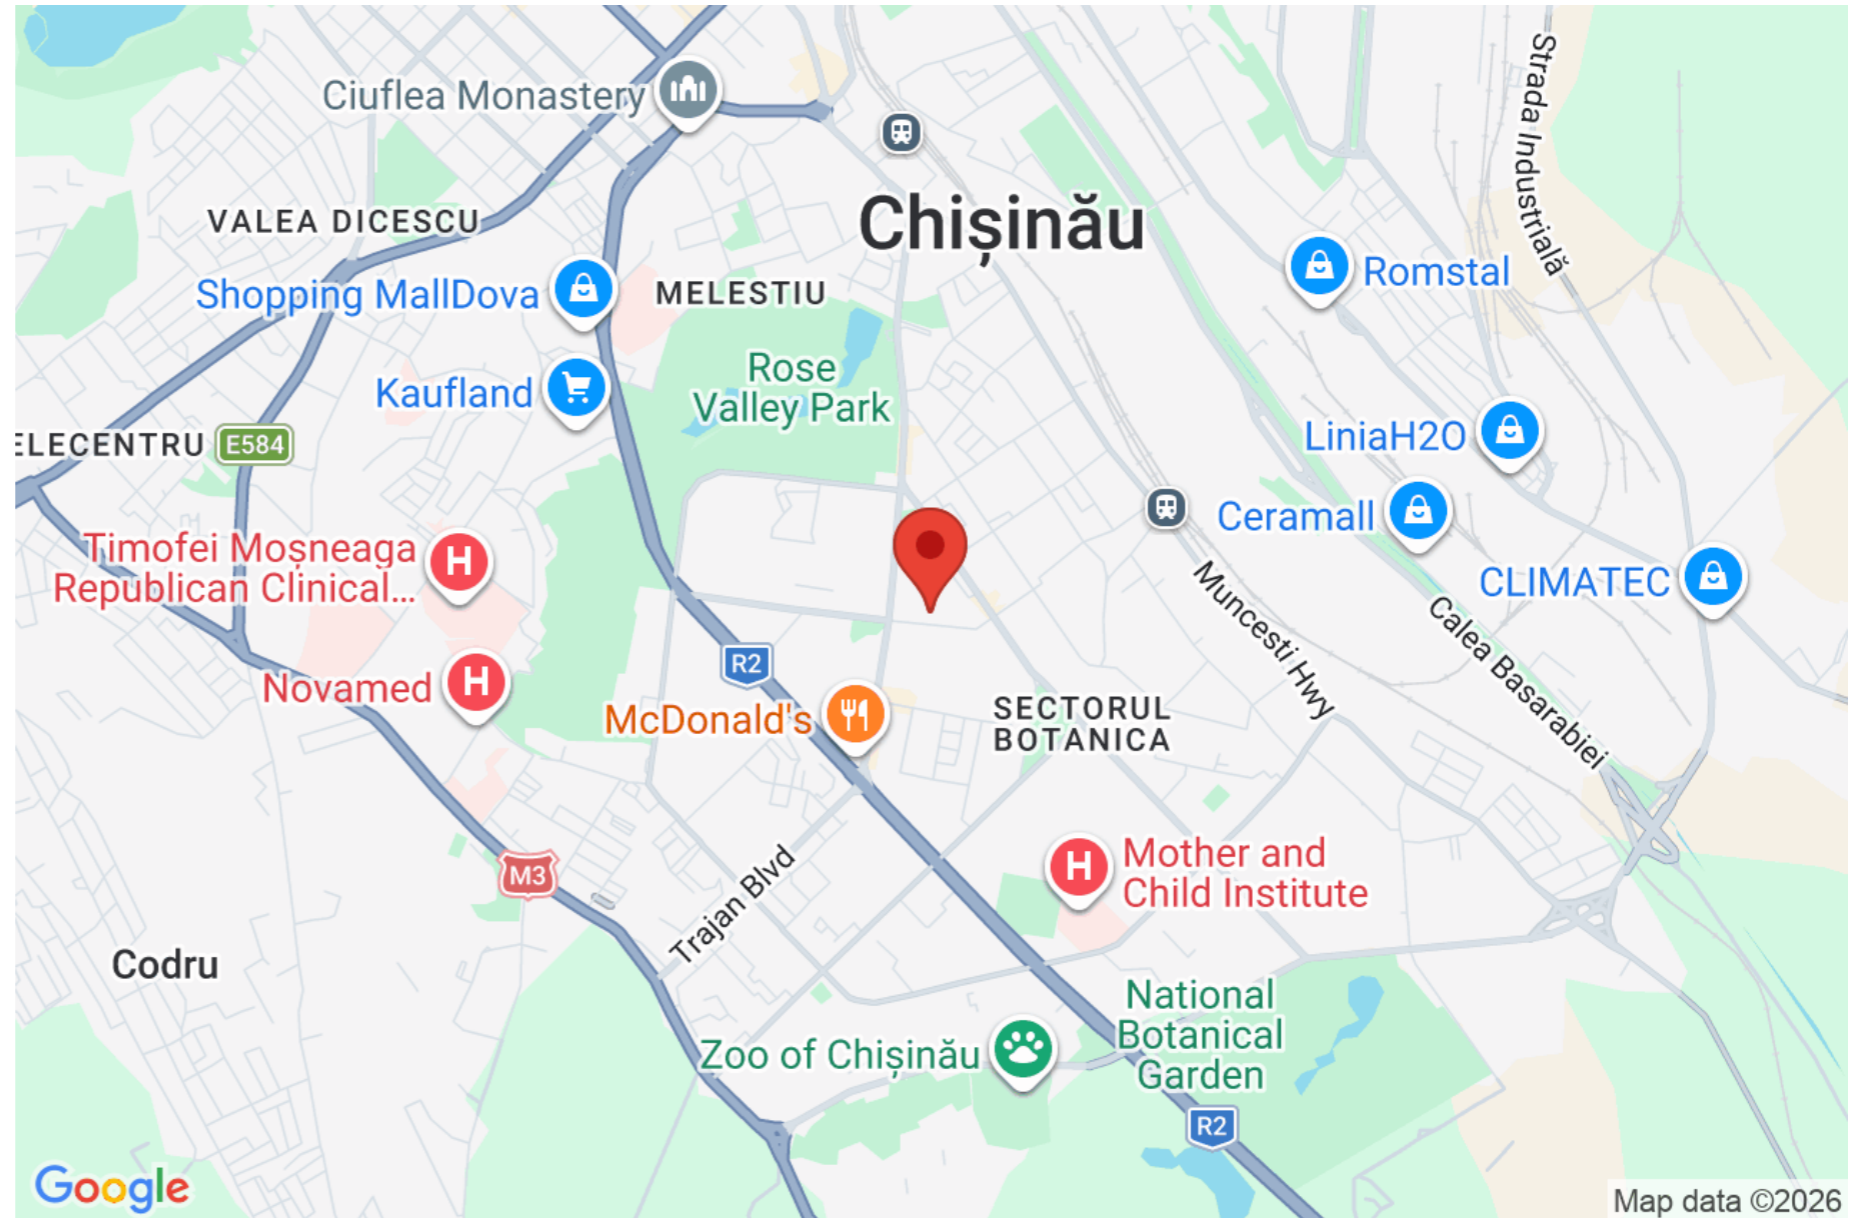 Ciuflea Monastery
Strada Industrială
VALEA DICESCU
Chișinău
Shopping MallDova
MELESTIU
Romstal
Rose
Valley Park
Kaufland
ELECENTRU
E584
LiniaH2O
Ceramall
Timofei Moșneaga
Republican Clinical...
H
CLIMATEC
Muncesti Hwy
Calea Basarabiei
R2
Novamed
H
McDonald's
SECTORUL
BOTANICA
M3
Trajan Blvd
H
Mother and
Child Institute
Codru
National
Botanical
Garden
Zoo of Chișinău
R2
Google
Map data ©2026